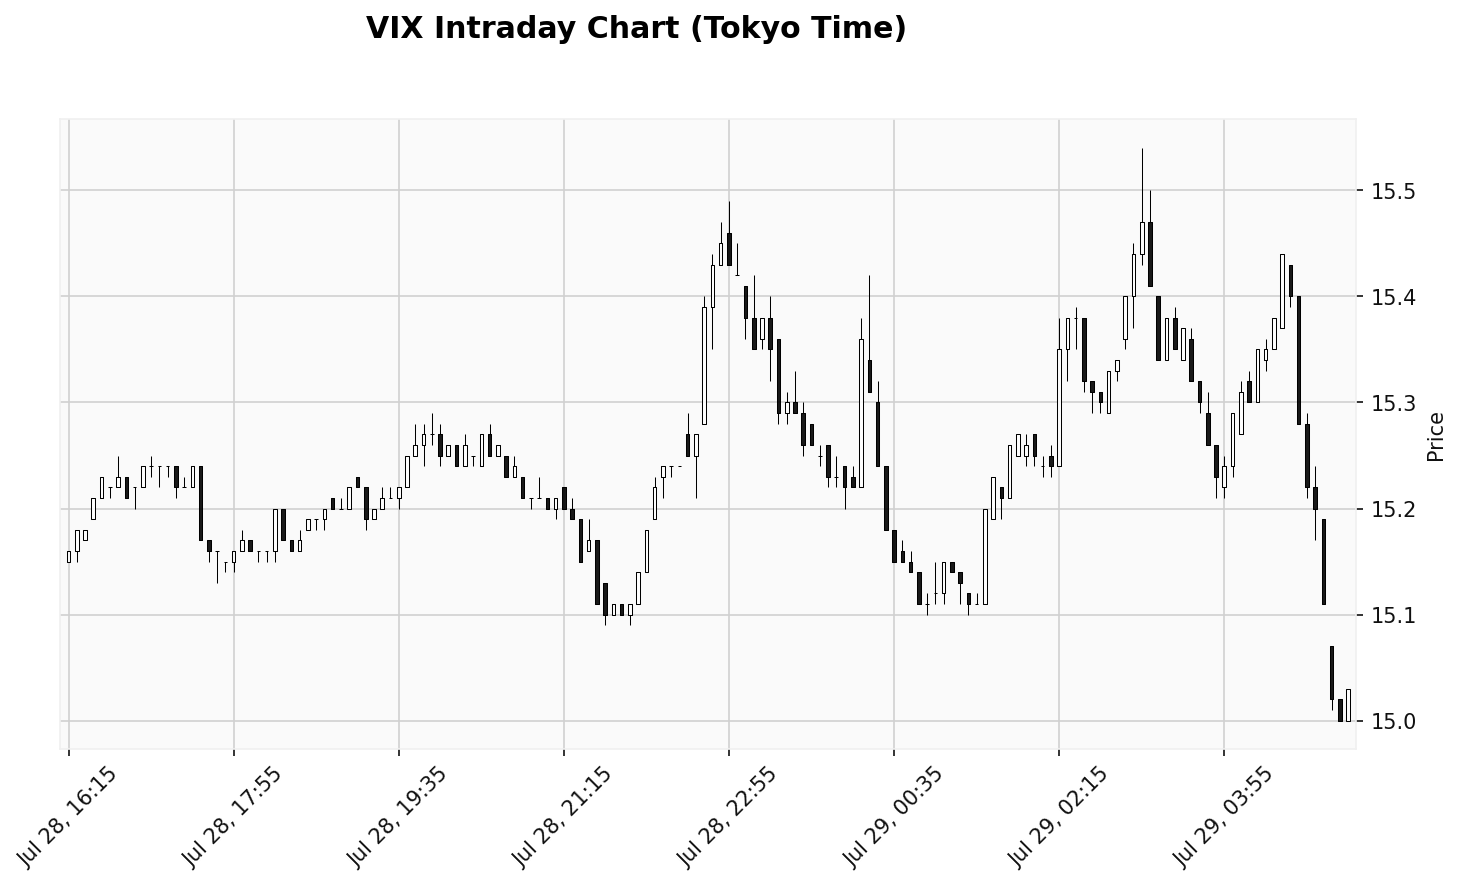 VIX Intraday Chart (Tokyo Time)
15.5
15.4
15.3
15.2
15.1
15.0
Price
Jul 28, 16:15
Jul 28, 17:55
Jul 28, 19:35
Jul 28, 21:15
Jul 28, 22:55
Jul 29, 00:35
Jul 29, 02:15
Jul 29, 03:55